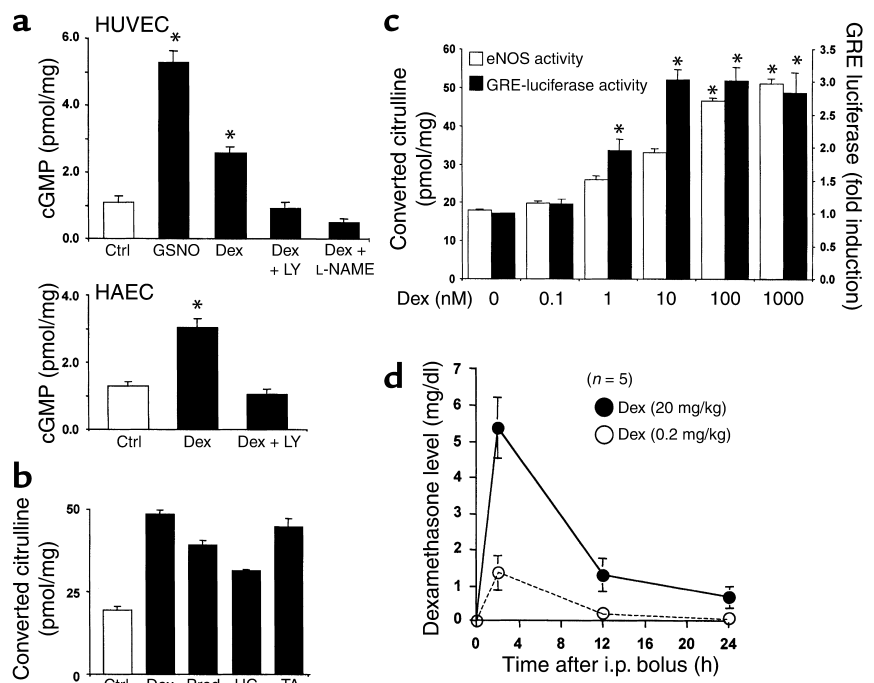 a
HUVEC
cGMP (pmol/mg)
6.0
4.0
2.0
0.0
*
*
Ctrl GSNO Dex Dex + LY Dex + L-NAME
HAEC
cGMP (pmol/mg)
4.0
2.0
0.0
*
Ctrl Dex Dex + LY
b
Converted citrulline
(pmol/mg)
50
25
0
Ctrl Dex Pred HC TA
c
eNOS activity
GRE-luciferase activity
Converted citrulline
(pmol/mg)
60
50
40
30
20
10
0
* * * * * *
GRE luciferase (fold induction)
3.5
3.0
2.5
2.0
1.5
1.0
0.5
0.0
Dex (nM) 0 0.1 1 10 100 1000
d
(n = 5)
Dex (20 mg/kg)
Dex (0.2 mg/kg)
Dexamethasone level (mg/dl)
7
6
5
4
3
2
1
0
0 4 8 12 16 20 24
Time after i.p. bolus (h)